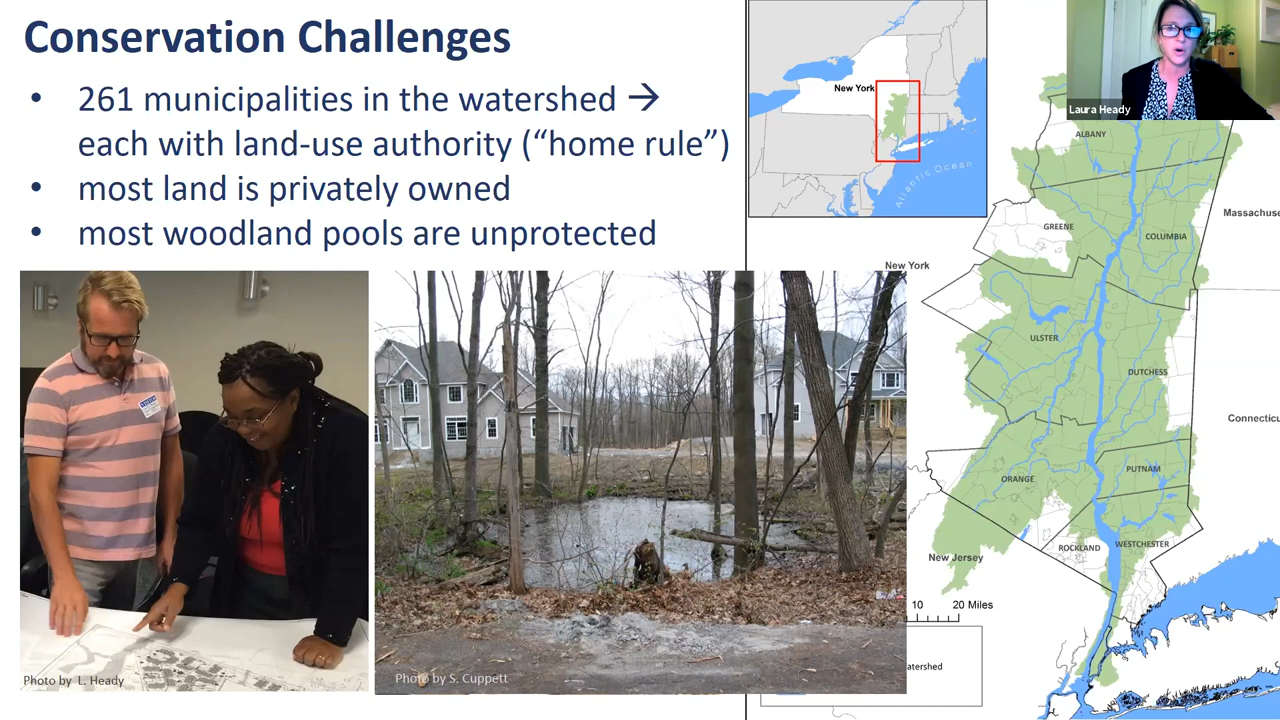 Conservation Challenges
• 261 municipalities in the watershed →
each with land-use authority (“home rule”)
• most land is privately owned
• most woodland pools are unprotected
Photo by L. Heady
Photo by S. Cuppett
New York
Atlantic Ocean
Laura Heady
ALBANY
Massachuse
GREENE
COLUMBIA
New York
ULSTER
DUTCHESS
Connecticu
PUTNAM
ORANGE
ROCKLAND
WESTCHESTER
New Jersey
10 20 Miles
atershed